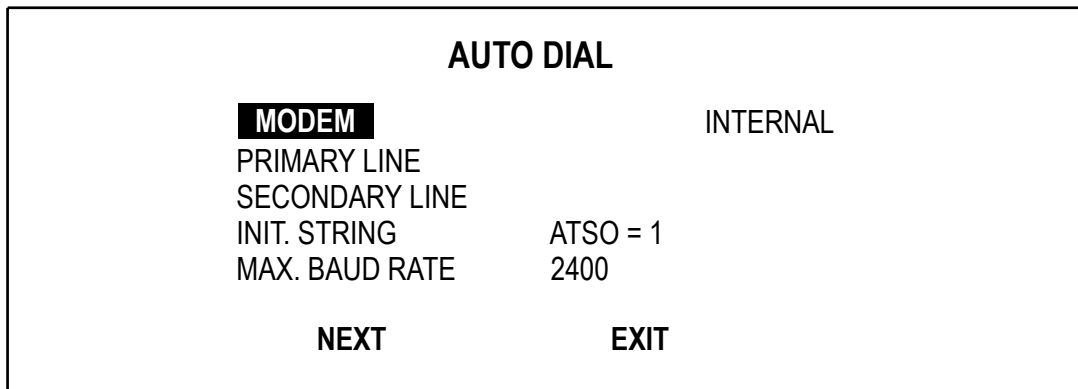 AUTO DIAL
MODEM INTERNAL
PRIMARY LINE
SECONDARY LINE
INIT. STRING ATSO = 1
MAX. BAUD RATE 2400
NEXT EXIT